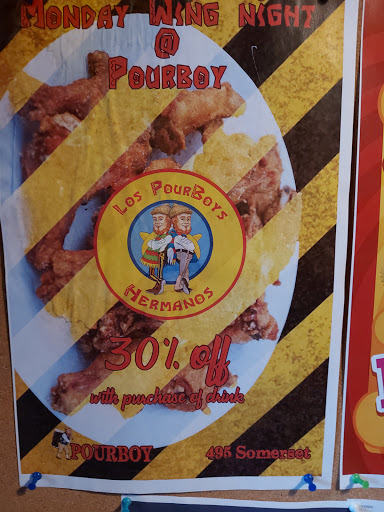 Monday Wing night
@
Pourboy
Los PourBoys
Hermanos
30% off
with purchase of drink
POURBOY 495 Somerset